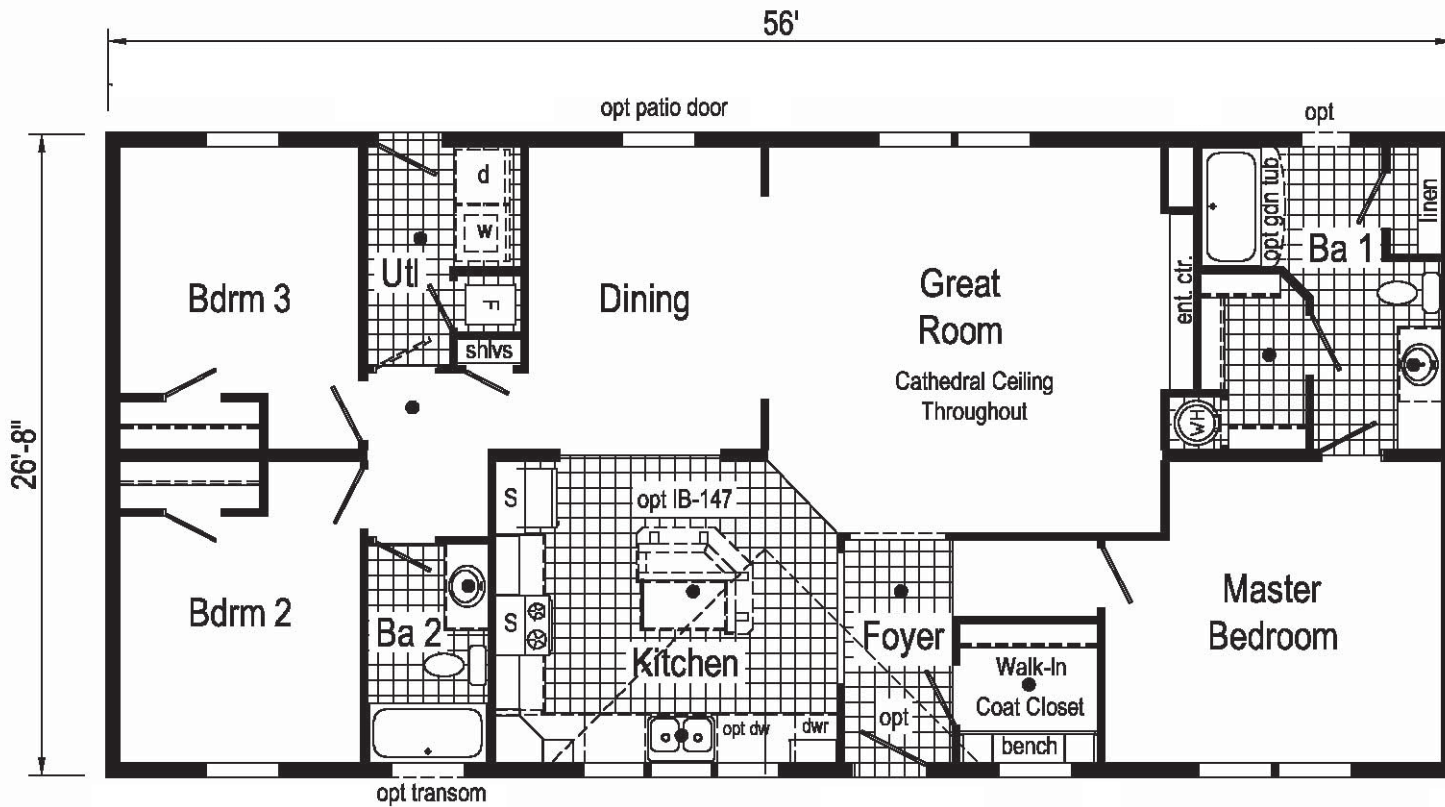 56'
opt patio door
opt
26'-8"
Bdrm 3
Utl
d
w
F
shlvs
Dining
Great
Room
Cathedral Ceiling
Throughout
ent. ctr.
opt gdn tub
Ba 1
linen
WH
Bdrm 2
Ba 2
S
S
opt IB-147
Kitchen
opt dw
dwr
Foyer
opt
Walk-In
Coat Closet
bench
Master
Bedroom
opt transom